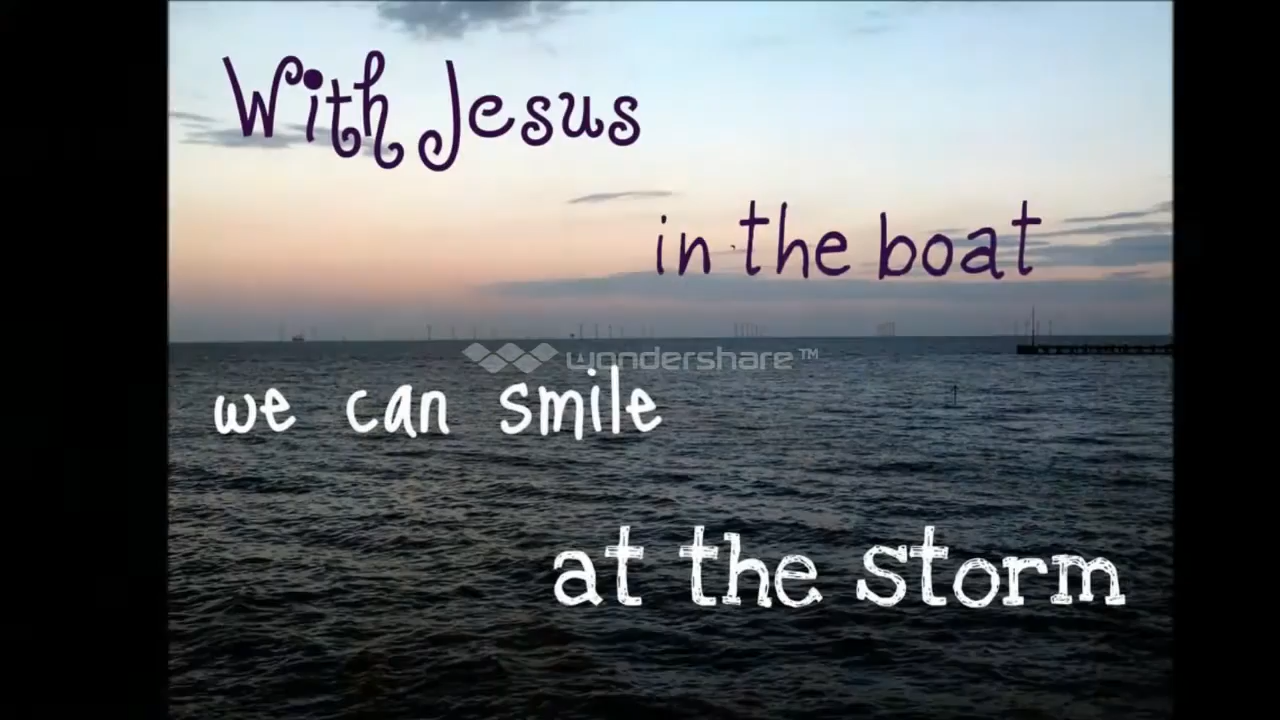 With Jesus
in the boat
wondershare™
we can smile
at the storm